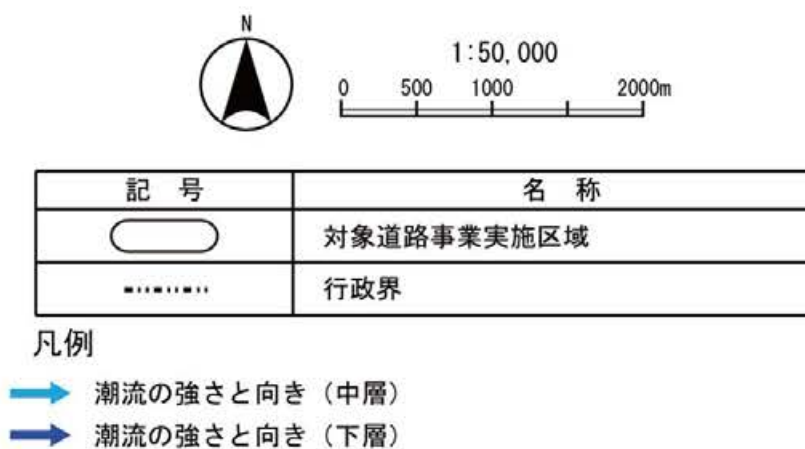 N
1:50,000
0 500 1000 2000m
記 号 名 称
対象道路事業実施区域
行政界
凡例
潮流の強さと向き（中層）
潮流の強さと向き（下層）